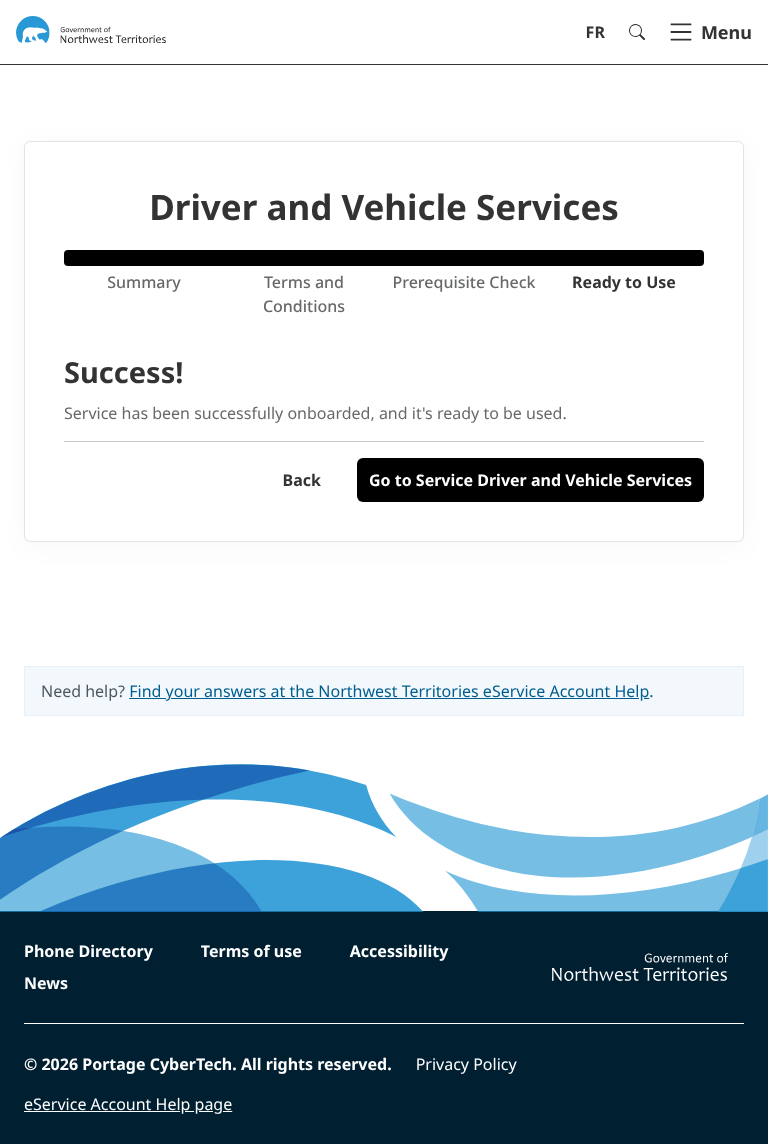 Government of
Northwest Territories
FR
Menu
Driver and Vehicle Services
Summary
Terms and
Conditions
Prerequisite Check
Ready to Use
Success!
Service has been successfully onboarded, and it's ready to be used.
Back
Go to Service Driver and Vehicle Services
Need help? Find your answers at the Northwest Territories eService Account Help.
Phone Directory
Terms of use
Accessibility
News
Government of
Northwest Territories
© 2026 Portage CyberTech. All rights reserved.
Privacy Policy
eService Account Help page